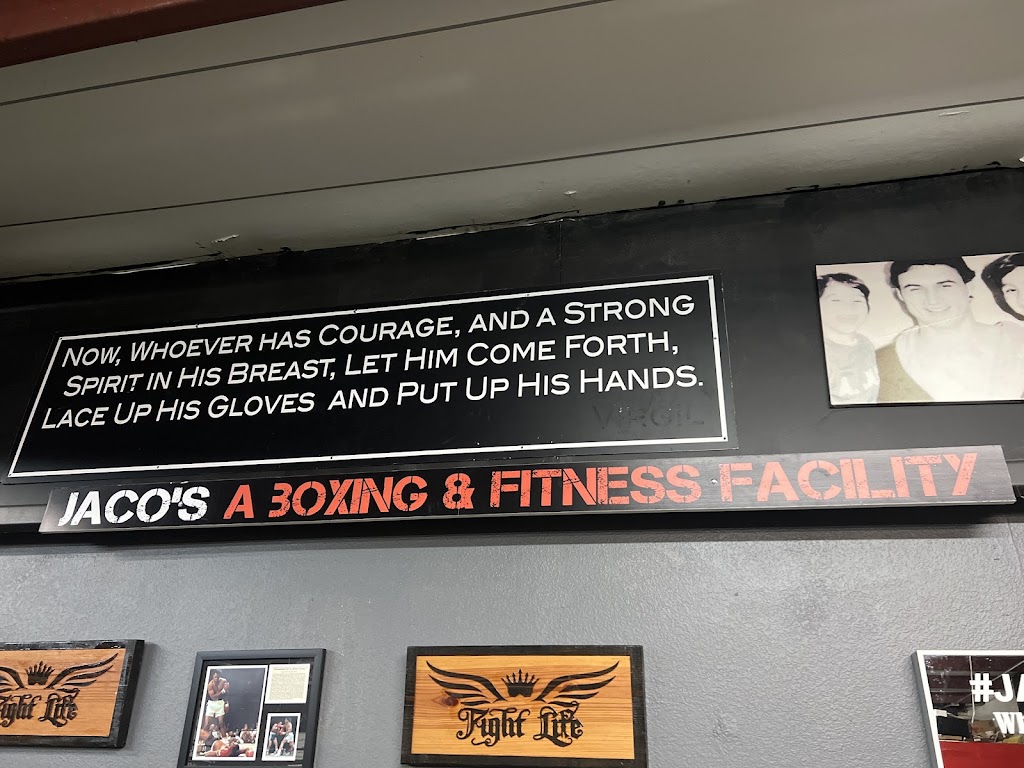 Now, Whoever has Courage, and a Strong
Spirit in His Breast, Let Him Come Forth,
Lace Up His Gloves and Put Up His Hands.
VIRGIL
JACO'S A BOXING & FITNESS FACILITY
Fight Life
Fight Life
#JA